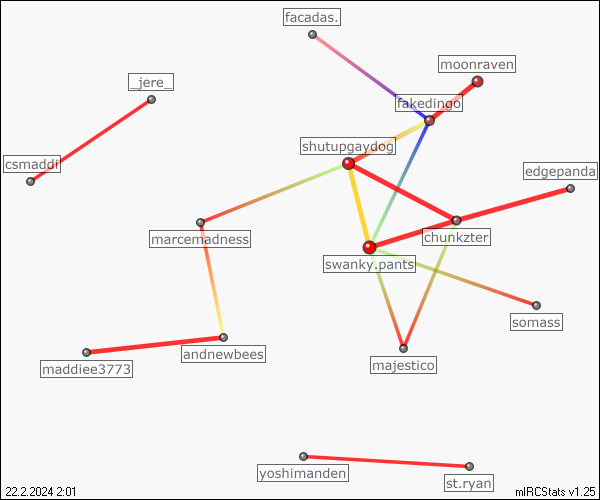 facadas.
moonraven
_jere_
fakedingo
shutupgaydog
csmaddi
edgepanda
marcemadness
chunkzter
swanky.pants
somass
andnewbees
maddiee3773
majestico
yoshimanden
st.ryan
22.2.2024 2:01
mIRCStats v1.25